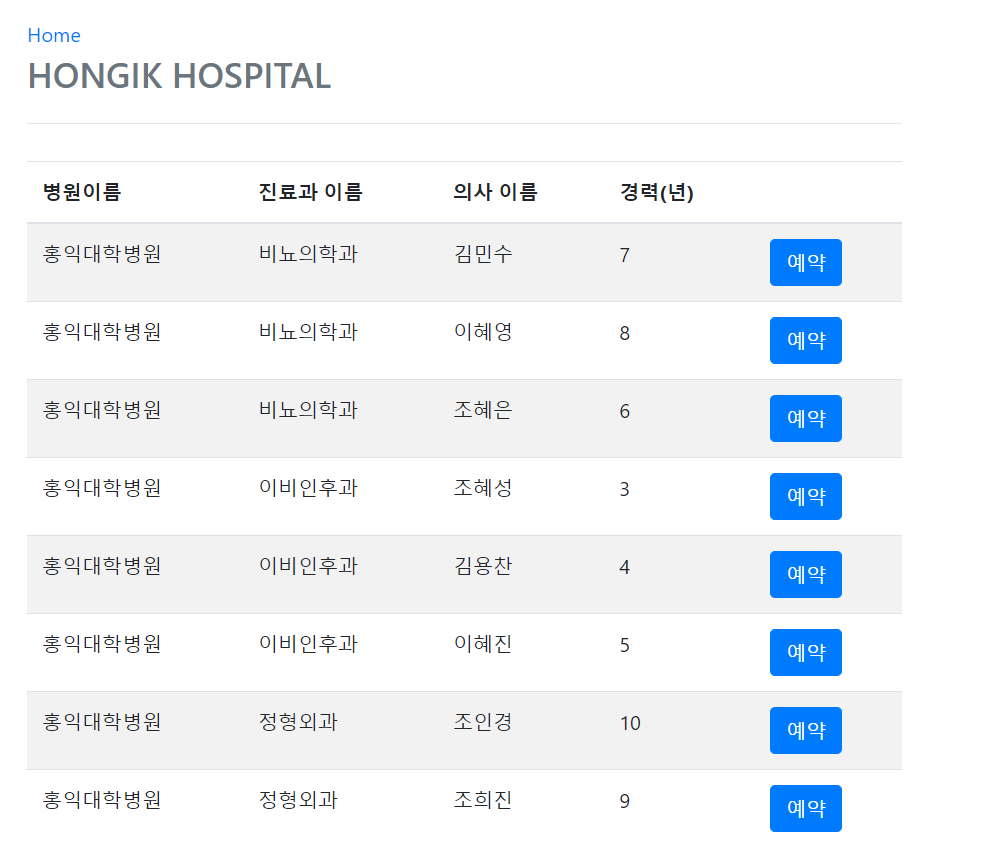 Home
HONGIK HOSPITAL
병원이름 진료과 이름 의사 이름 경력(년)
홍익대학병원 비뇨의학과 김민수 7 예약
홍익대학병원 비뇨의학과 이혜영 8 예약
홍익대학병원 비뇨의학과 조혜은 6 예약
홍익대학병원 이비인후과 조혜성 3 예약
홍익대학병원 이비인후과 김용찬 4 예약
홍익대학병원 이비인후과 이혜진 5 예약
홍익대학병원 정형외과 조인경 10 예약
홍익대학병원 정형외과 조희진 9 예약